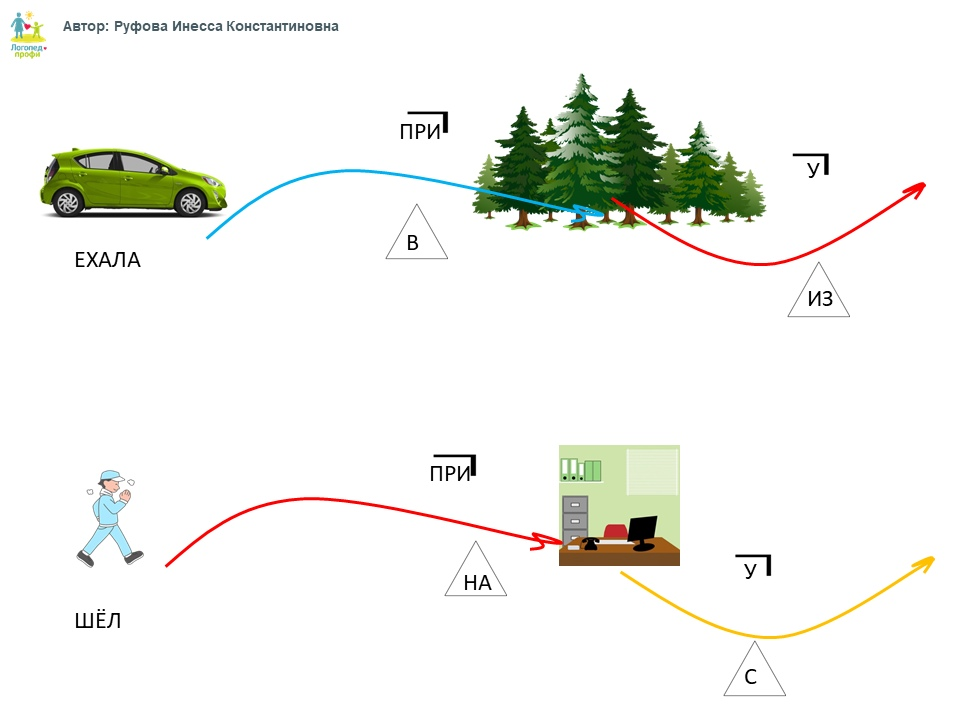 Логопед
профи
Автор: Руфова Инесса Константиновна
ПРИ
У
В
ЕХАЛА
ИЗ
ПРИ
НА
У
ШЁЛ
С